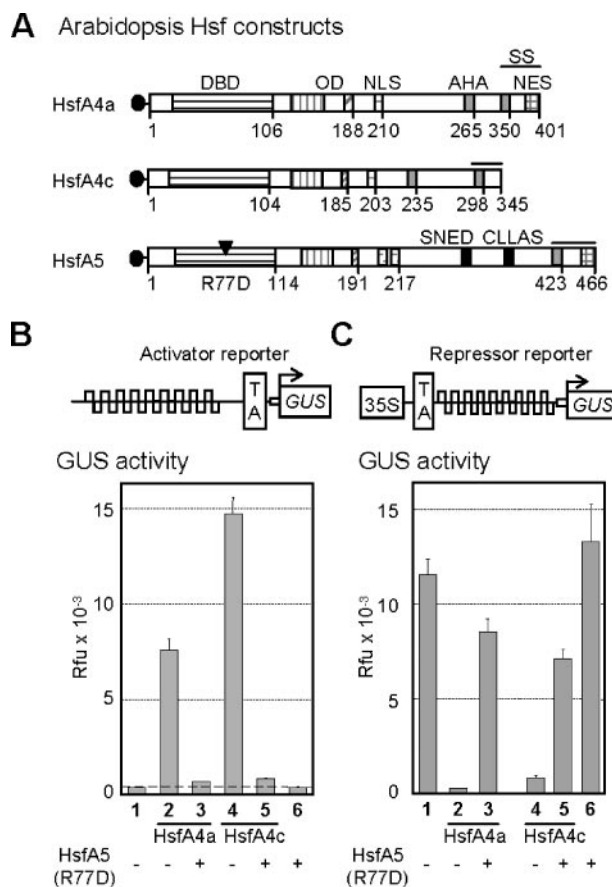 A Arabidopsis Hsf constructs
SS
DBD OD NLS AHA NES
HsfA4a
1 106 188 210 265 350 401
HsfA4c
1 104 185 203 235 298 345
SNED CLLAS
HsfA5
1 R77D 114 191 217 423 466
B C
Activator reporter Repressor reporter
TA GUS 35S TA GUS
GUS activity GUS activity
15 15
10 10
5 5
0 0
Rfu x 10-3 Rfu x 10-3
1 2 3 4 5 6 1 2 3 4 5 6
HsfA4a HsfA4c HsfA4a HsfA4c
HsfA5 - - + - + + - - + - + +
(R77D)